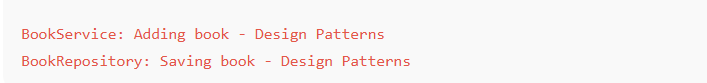 BookService: Adding book - Design Patterns
BookRepository: Saving book - Design Patterns